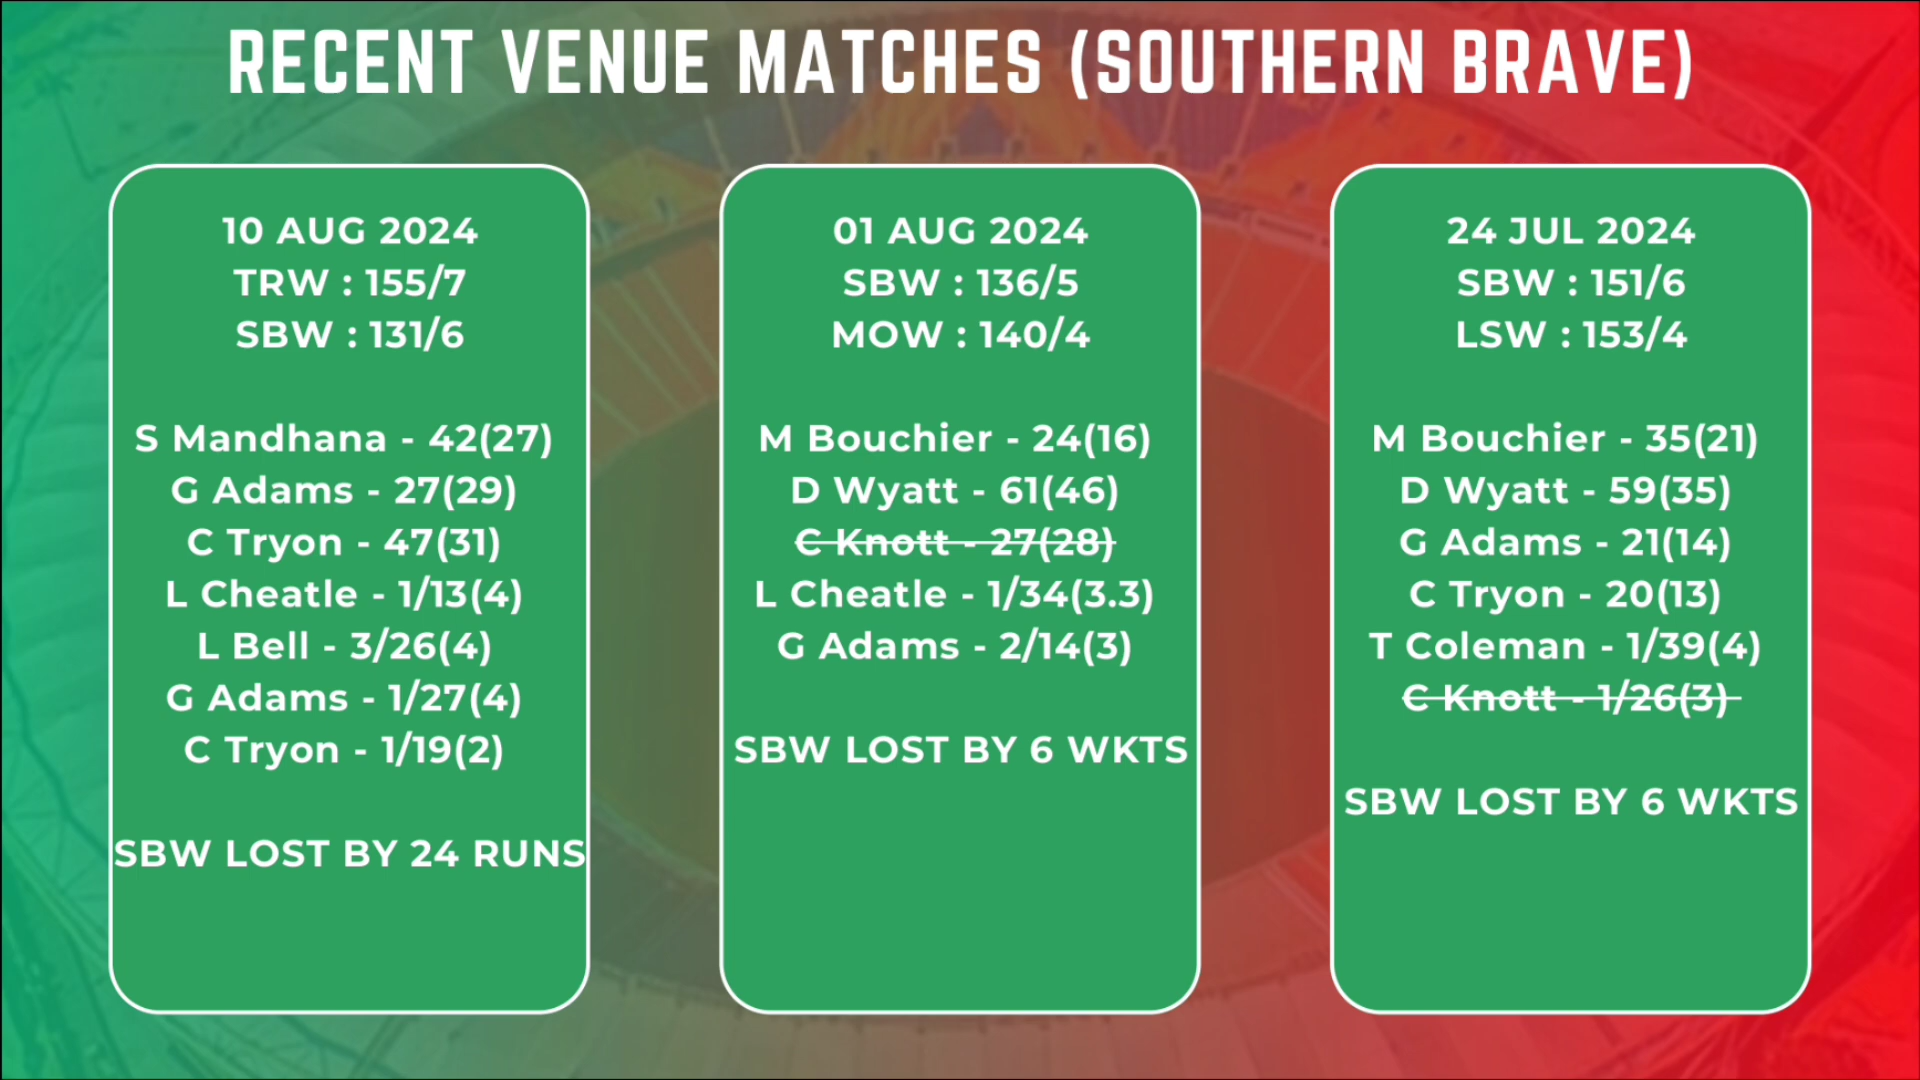 RECENT VENUE MATCHES (SOUTHERN BRAVE)
10 AUG 2024
TRW : 155/7
SBW : 131/6
S Mandhana - 42(27)
G Adams - 27(29)
C Tryon - 47(31)
L Cheatle - 1/13(4)
L Bell - 3/26(4)
G Adams - 1/27(4)
C Tryon - 1/19(2)
SBW LOST BY 24 RUNS
01 AUG 2024
SBW : 136/5
MOW : 140/4
M Bouchier - 24(16)
D Wyatt - 61(46)
C Knott - 27(28)
L Cheatle - 1/34(3.3)
G Adams - 2/14(3)
SBW LOST BY 6 WKTS
24 JUL 2024
SBW : 151/6
LSW : 153/4
M Bouchier - 35(21)
D Wyatt - 59(35)
G Adams - 21(14)
C Tryon - 20(13)
T Coleman - 1/39(4)
C Knott - 1/26(3)
SBW LOST BY 6 WKTS